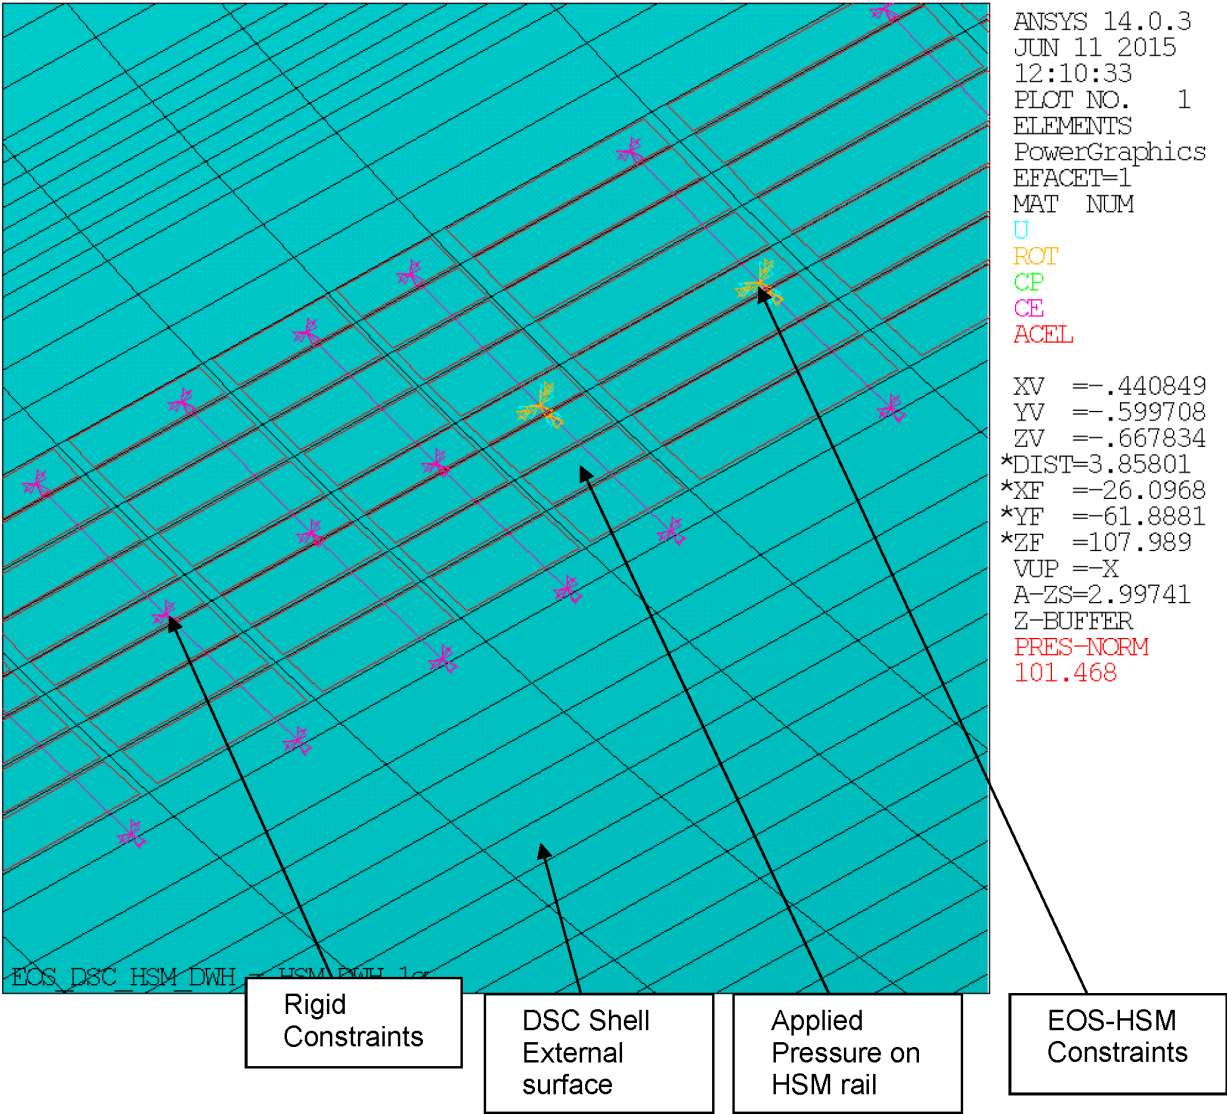 ANSYS 14.0.3
JUN 11 2015
12:10:33
PLOT NO. 1
ELEMENTS
PowerGraphics
EFACET=1
MAT NUM
U
ROT
CP
CE
ACEL
XV =-.440849
YV =-.599708
ZV =-.667834
*DIST=3.85801
*XF =-26.0968
*YF =-61.8881
*ZF =107.989
VUP =-X
A-ZS=2.99741
Z-BUFFER
PRES-NORM
101.468
EOS_DSC_HSM_DWH - HSM_DWH_1g
Rigid
Constraints
DSC Shell
External
surface
Applied
Pressure on
HSM rail
EOS-HSM
Constraints